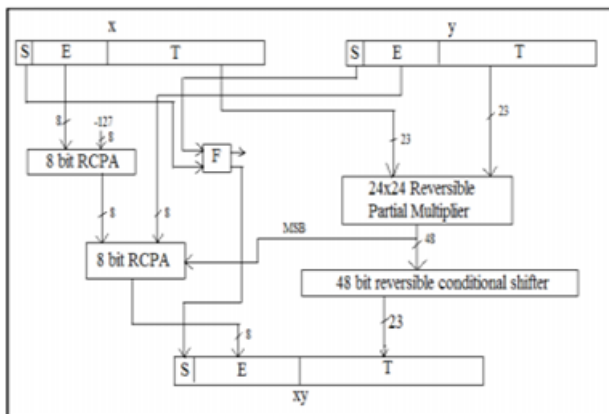 x
y
S E T
S E T
8
-127
8
23
23
8 bit RCPA
F
24x24 Reversible
Partial Multiplier
8
8
MSB
48
8 bit RCPA
48 bit reversible conditional shifter
8
23
S E T
xy